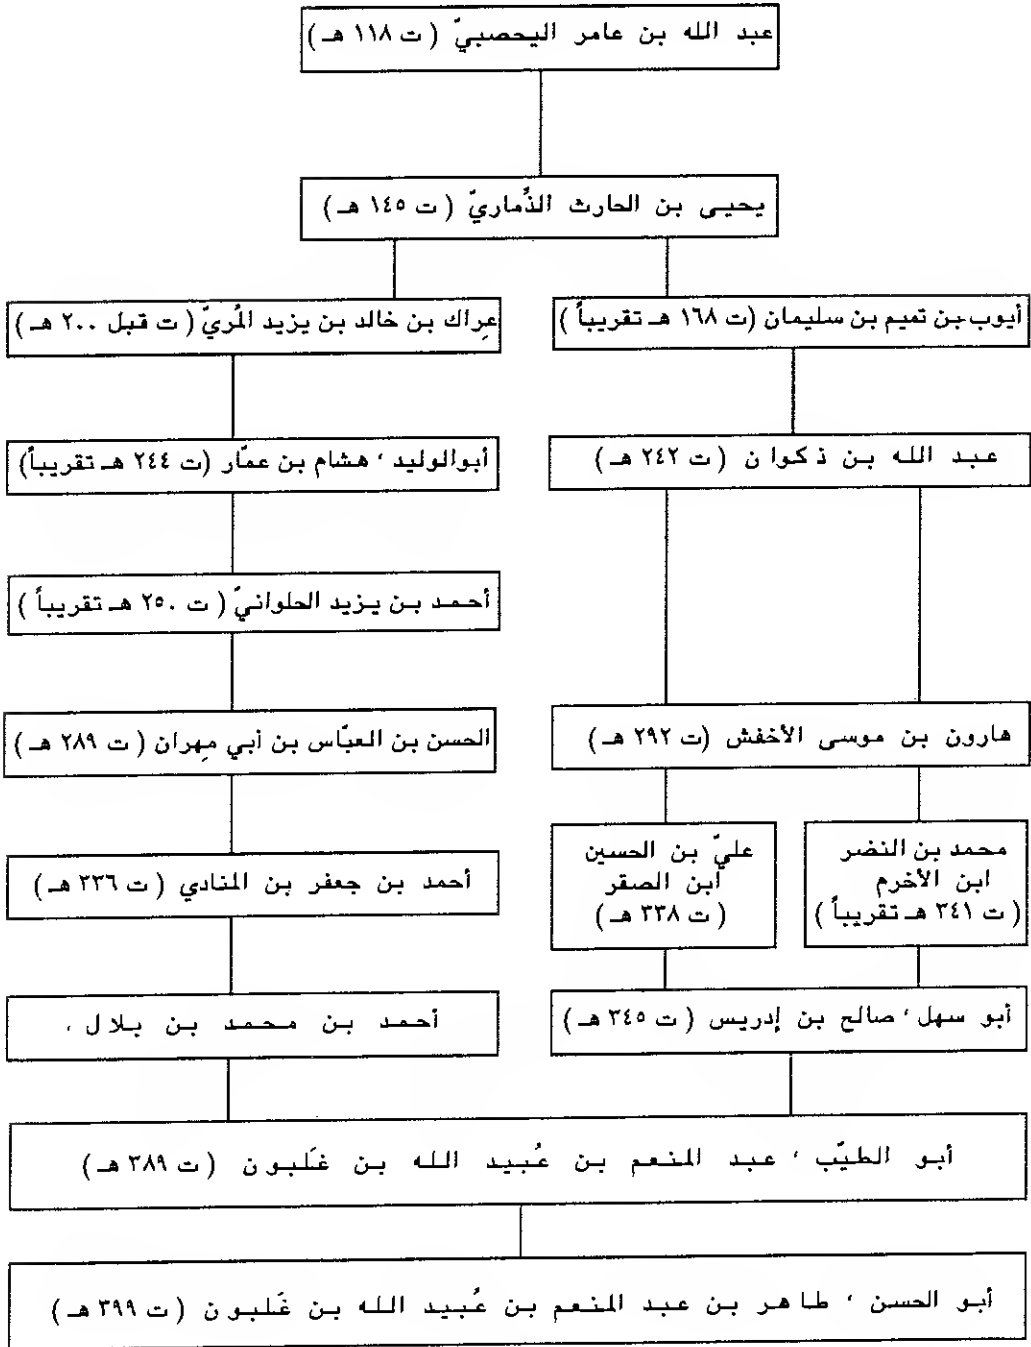 عبد الله بن عامر اليحصبيّ ( ت ١١٨ هـ )
يحيى بن الحارث الذَّماريّ ( ت ١٤٥ هـ )
أيوب بن تميم بن سليمان (ت ١٦٨ هـ تقريباً )
عِراك بن خالد بن يزيد المُريّ ( ت قبل ٢٠٠ هـ )
عبد الله بن ذكوان ( ت ٢٤٢ هـ )
أبو الوليد ، هشام بن عمّار (ت ٢٤٤ هـ تقريباً)
أحمد بن يزيد الحلوانيّ ( ت ٢٥٠ هـ تقريباً )
هارون بن موسى الأخفش (ت ٢٩٢ هـ )
الحسن بن العبّاس بن أبي مِهران ( ت ٢٨٩ هـ )
محمد بن النضر
ابن الأخرم
( ت ٣٤١ هـ تقريباً )
عليّ بن الحسين
ابن الصقر
( ت ٣٣٨ هـ )
أحمد بن جعفر بن المنادي ( ت ٣٣٦ هـ )
أبو سهل ، صالح بن إدريس ( ت ٣٤٥ هـ )
أحمد بن محمد بن بلال ،
أبو الطيّب ، عبد المنعم بن عُبيد الله بن غَلبون ( ت ٣٨٩ هـ )
أبو الحسن ، طاهر بن عبد المنعم بن عُبيد الله بن غَلبون ( ت ٣٩٩ هـ )